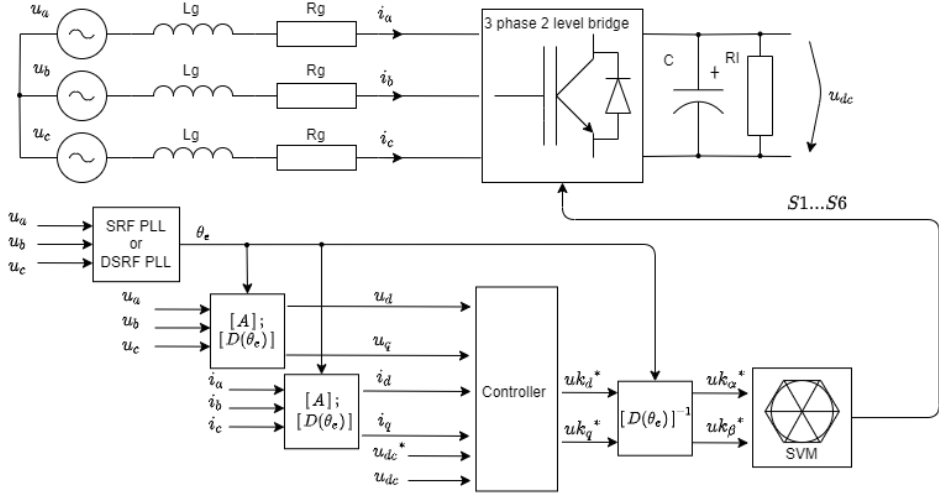 u_a Lg Rg i_a
3 phase 2 level bridge
C + Rl
u_b Lg Rg i_b
u_dc
u_c Lg Rg i_c
S1...S6
u_a
u_b
u_c
SRF PLL
or
DSRF PLL
θ_e
u_a
u_b
u_c
[A];
[D(θ_e)]
u_d
u_q
i_a
i_b
i_c
[A];
[D(θ_e)]
i_d
i_q
u_dc*
u_dc
Controller
uk_d*
uk_q*
[D(θ_e)]⁻¹
uk_α*
uk_β*
SVM